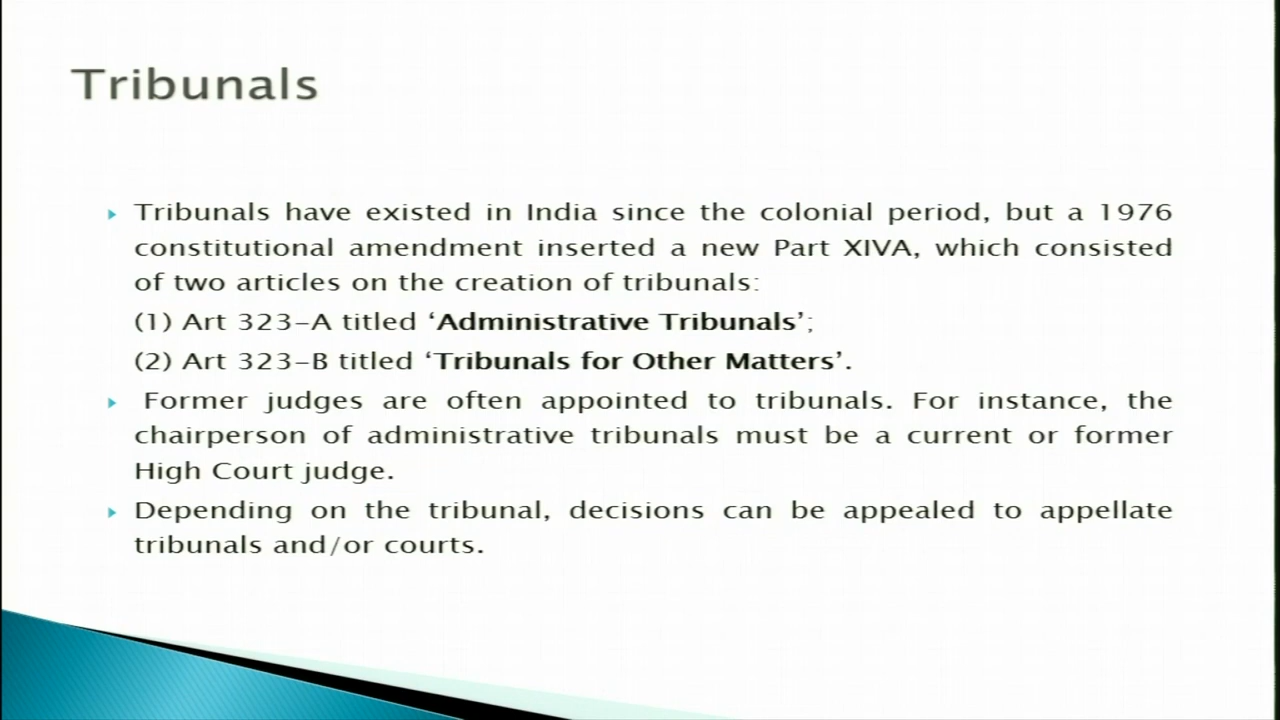 Tribunals
Tribunals have existed in India since the colonial period, but a 1976
constitutional amendment inserted a new Part XIVA, which consisted
of two articles on the creation of tribunals:
(1) Art 323-A titled ‘Administrative Tribunals’;
(2) Art 323-B titled ‘Tribunals for Other Matters’.
Former judges are often appointed to tribunals. For instance, the
chairperson of administrative tribunals must be a current or former
High Court judge.
Depending on the tribunal, decisions can be appealed to appellate
tribunals and/or courts.